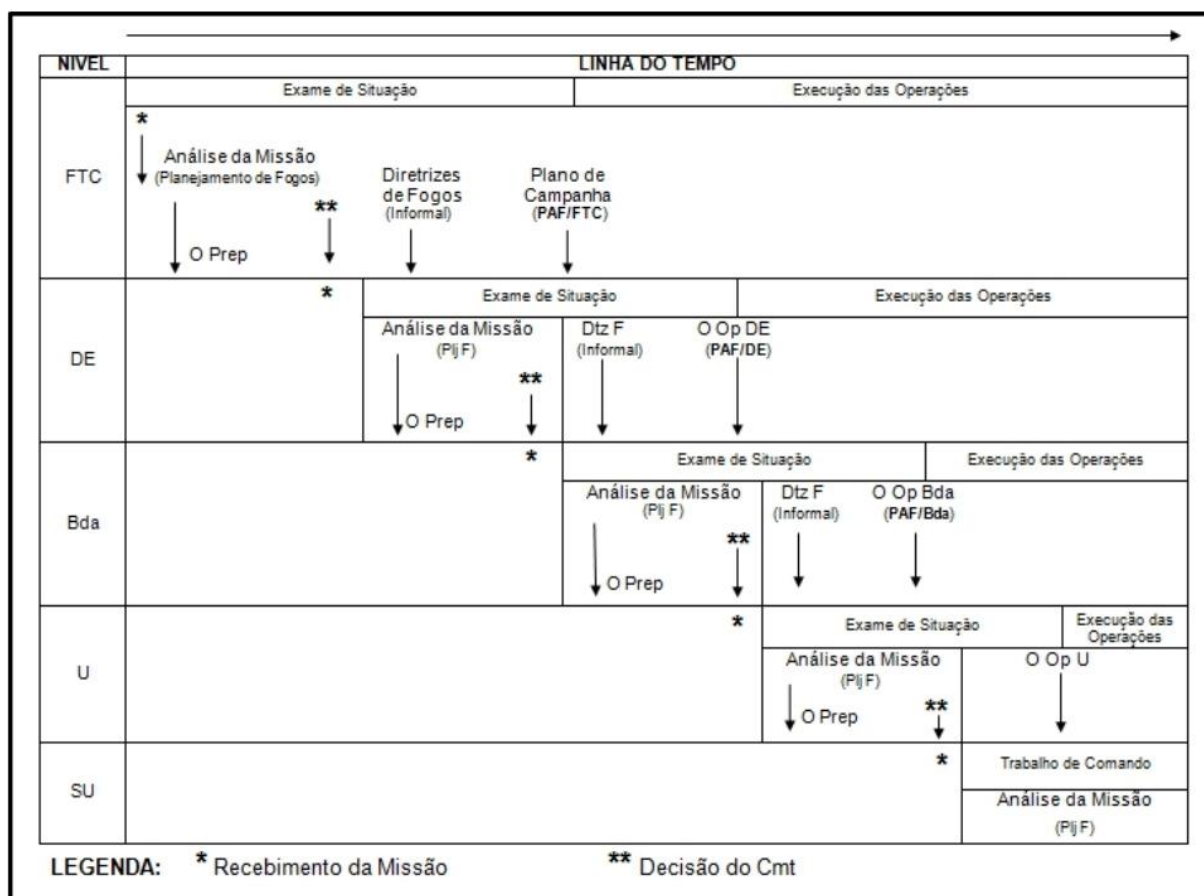 NIVEL LINHA DO TEMPO
Exame de Situação Execução das Operações
*
FTC
Análise da Missão
(Planejamento de Fogos)
**
O Prep
Diretrizes
de Fogos
(Informal)
Plano de
Campanha
(PAF/FTC)
*
Exame de Situação Execução das Operações
DE
Análise da Missão
(Plj F)
**
O Prep
Dtz F
(Informal)
O Op DE
(PAF/DE)
*
Exame de Situação Execução das Operações
Bda
Análise da Missão
(Plj F)
**
O Prep
Dtz F
(Informal)
O Op Bda
(PAF/Bda)
*
Exame de Situação
Execução das
Operações
U
Análise da Missão
(Plj F)
**
O Prep
O Op U
*
Trabalho de Comando
SU
Análise da Missão
(Plj F)
LEGENDA: * Recebimento da Missão ** Decisão do Cmt